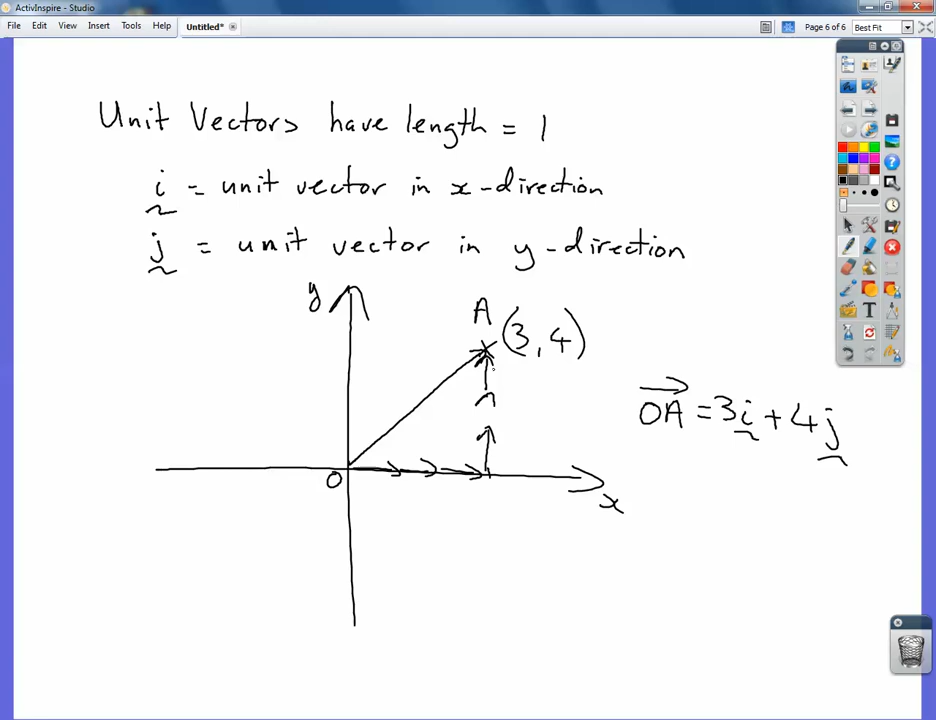 ActivInspire - Studio
File Edit View Insert Tools Help Untitled* Page 6 of 6 Best Fit
Unit Vectors have length = 1
i = unit vector in x-direction
j = unit vector in y-direction
y
A
(3,4)
OA = 3i + 4j
O
x